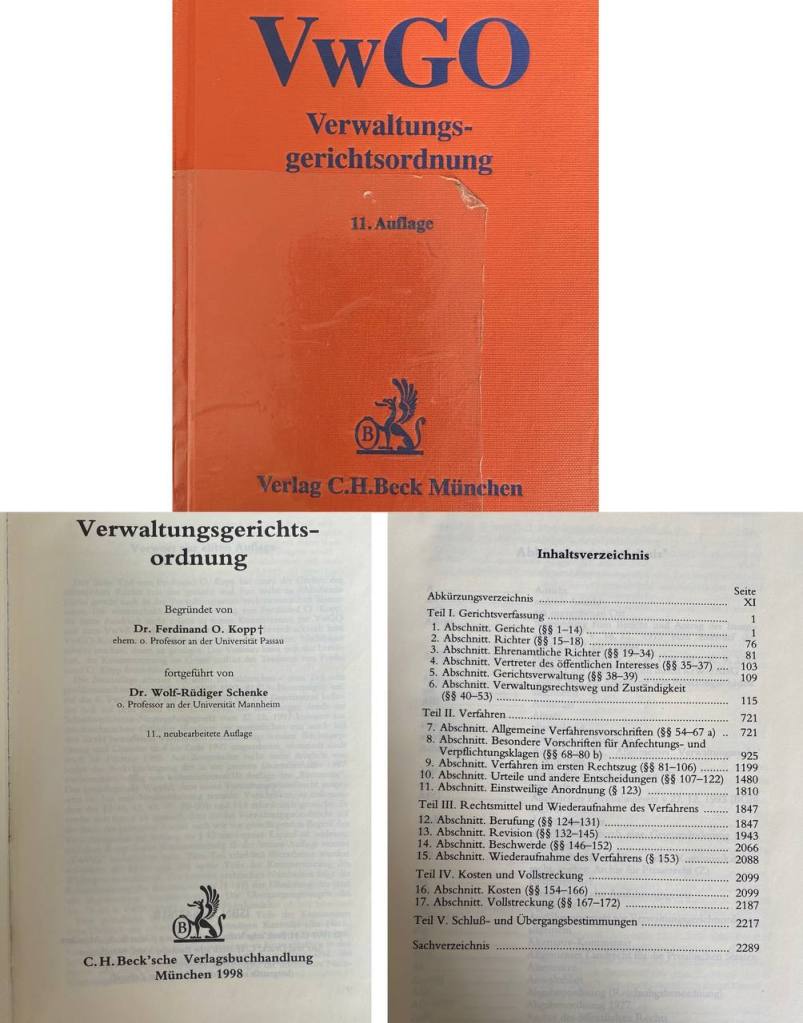 VwGO
Verwaltungs-
gerichtsordnung
11. Auflage
B
Verlag C.H.Beck München
Verwaltungsgerichts-
ordnung
Begründet von
Dr. Ferdinand O. Kopp†
ehem. o. Professor an der Universität Passau
fortgeführt von
Dr. Wolf-Rüdiger Schenke
o. Professor an der Universität Mannheim
11., neubearbeitete Auflage
B
C.H.Beck'sche Verlagsbuchhandlung
München 1998
Inhaltsverzeichnis
Seite
Abkürzungsverzeichnis ........ XI
Teil I. Gerichtsverfassung ........ 1
1. Abschnitt. Gerichte (§§ 1–14) ........ 1
2. Abschnitt. Richter (§§ 15–18) ........ 76
3. Abschnitt. Ehrenamtliche Richter (§§ 19–34) ........ 81
4. Abschnitt. Vertreter des öffentlichen Interesses (§§ 35–37) .... 103
5. Abschnitt. Gerichtsverwaltung (§§ 38–39) ........ 109
6. Abschnitt. Verwaltungsrechtsweg und Zuständigkeit
(§§ 40–53) ........ 115
Teil II. Verfahren ........ 721
7. Abschnitt. Allgemeine Verfahrensvorschriften (§§ 54–67 a) .. 721
8. Abschnitt. Besondere Vorschriften für Anfechtungs- und
Verpflichtungsklagen (§§ 68–80 b) ........ 925
9. Abschnitt. Verfahren im ersten Rechtszug (§§ 81–106) ........ 1199
10. Abschnitt. Urteile und andere Entscheidungen (§§ 107–122) 1480
11. Abschnitt. Einstweilige Anordnung (§ 123) ........ 1810
Teil III. Rechtsmittel und Wiederaufnahme des Verfahrens ........ 1847
12. Abschnitt. Berufung (§§ 124–131) ........ 1847
13. Abschnitt. Revision (§§ 132–145) ........ 1943
14. Abschnitt. Beschwerde (§§ 146–152) ........ 2066
15. Abschnitt. Wiederaufnahme des Verfahrens (§ 153) ........ 2088
Teil IV. Kosten und Vollstreckung ........ 2099
16. Abschnitt. Kosten (§§ 154–166) ........ 2099
17. Abschnitt. Vollstreckung (§§ 167–172) ........ 2187
Teil V. Schluß- und Übergangsbestimmungen ........ 2217
Sachverzeichnis ........ 2289